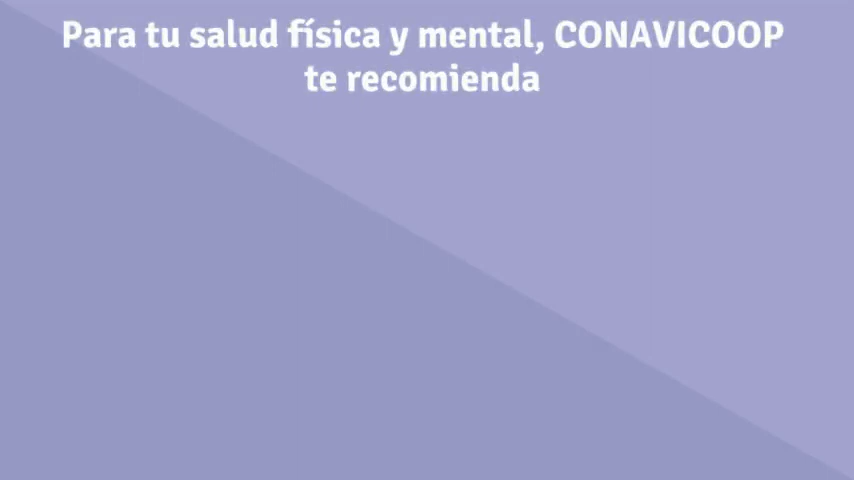 Para tu salud física y mental, CONAVICOOP
te recomienda